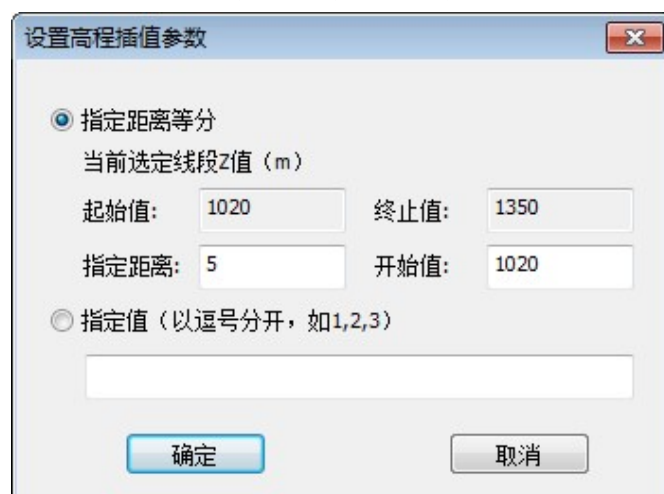 设置高程插值参数
指定距离等分
当前选定线段Z值（m）
起始值: 1020 终止值: 1350
指定距离: 5 开始值: 1020
指定值（以逗号分开，如1,2,3）
确定 取消